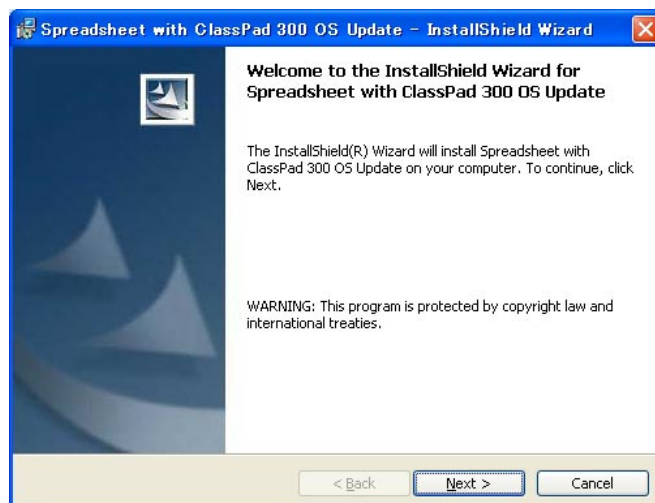 Spreadsheet with ClassPad 300 OS Update - InstallShield Wizard
Welcome to the InstallShield Wizard for
Spreadsheet with ClassPad 300 OS Update
The InstallShield(R) Wizard will install Spreadsheet with
ClassPad 300 OS Update on your computer. To continue, click
Next.
WARNING: This program is protected by copyright law and
international treaties.
< Back Next > Cancel